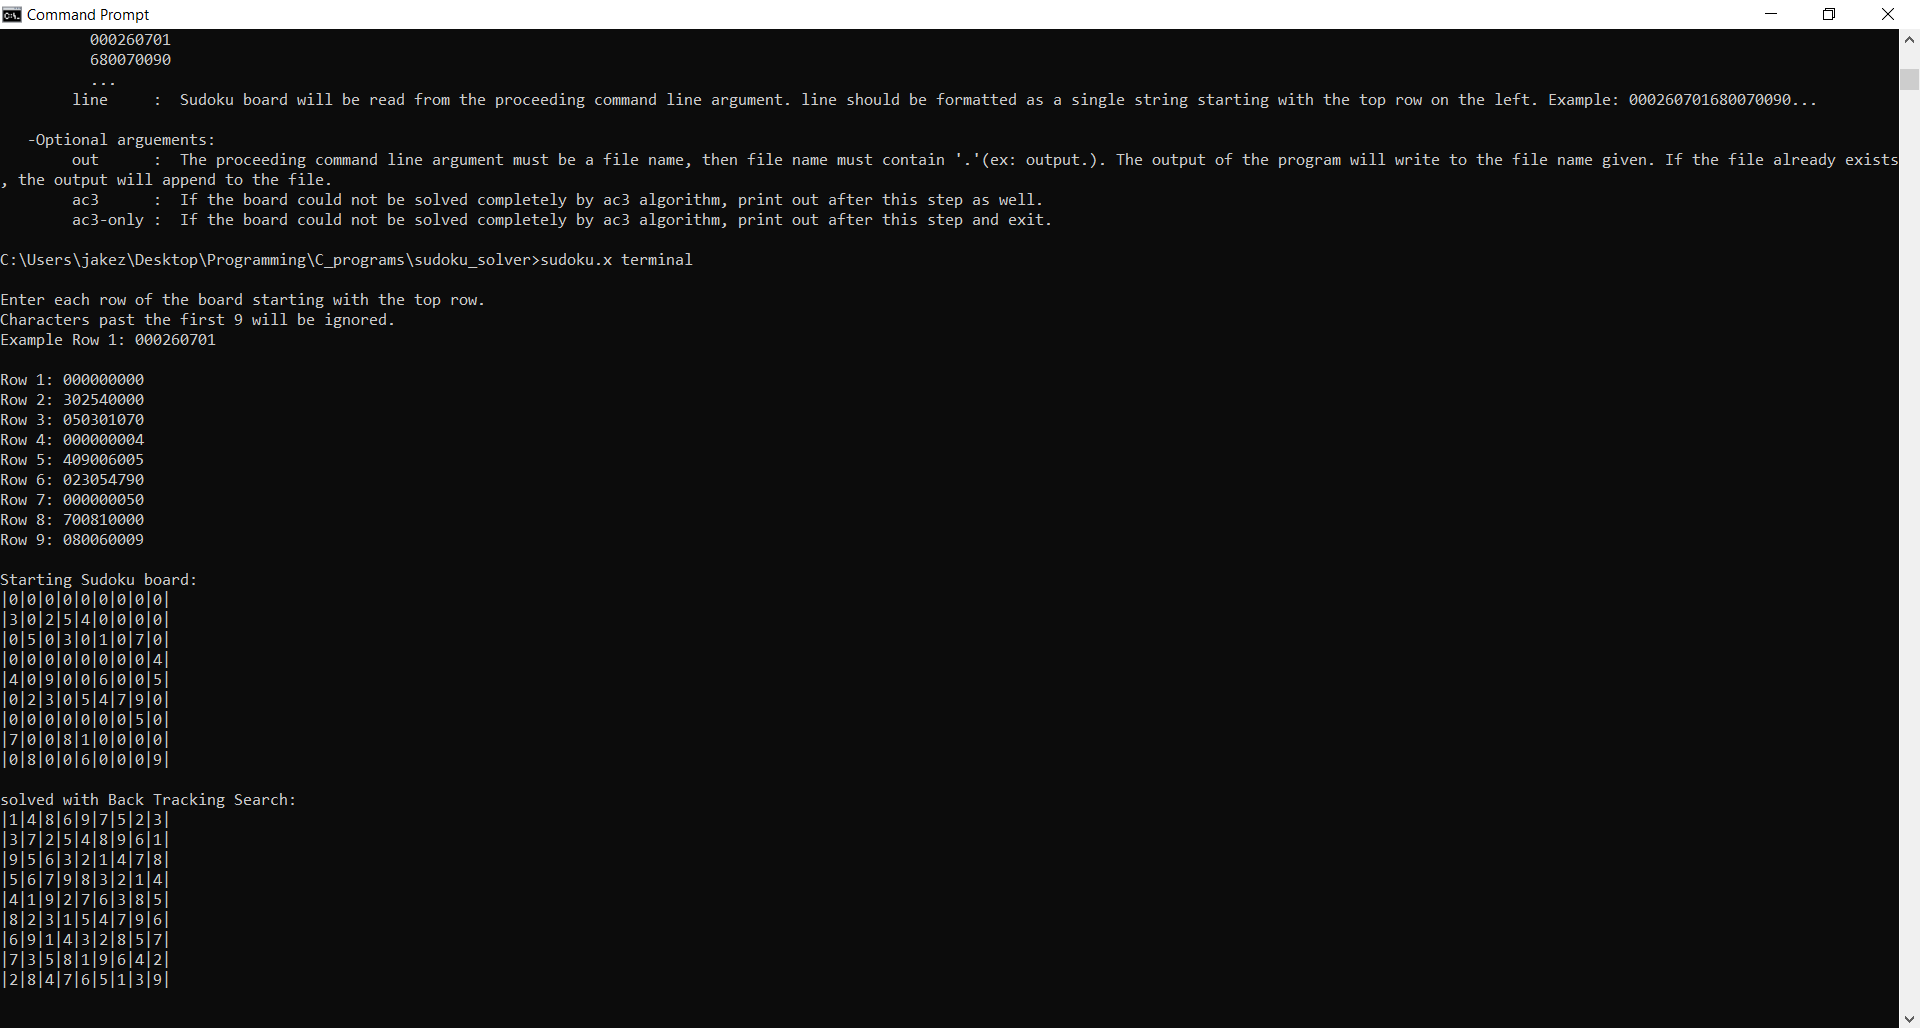 Command Prompt
000260701
680070090
...
line : Sudoku board will be read from the proceeding command line argument. line should be formatted as a single string starting with the top row on the left. Example: 000260701680070090...
-Optional arguements:
out : The proceeding command line argument must be a file name, then file name must contain '.'(ex: output.). The output of the program will write to the file name given. If the file already exists
, the output will append to the file.
ac3 : If the board could not be solved completely by ac3 algorithm, print out after this step as well.
ac3-only : If the board could not be solved completely by ac3 algorithm, print out after this step and exit.
C:\Users\jakez\Desktop\Programming\C_programs\sudoku_solver>sudoku.x terminal
Enter each row of the board starting with the top row.
Characters past the first 9 will be ignored.
Example Row 1: 000260701
Row 1: 000000000
Row 2: 302540000
Row 3: 050301070
Row 4: 000000004
Row 5: 409006005
Row 6: 023054790
Row 7: 000000050
Row 8: 700810000
Row 9: 080060009
Starting Sudoku board:
|0|0|0|0|0|0|0|0|0|
|3|0|2|5|4|0|0|0|0|
|0|5|0|3|0|1|0|7|0|
|0|0|0|0|0|0|0|0|4|
|4|0|9|0|0|6|0|0|5|
|0|2|3|0|5|4|7|9|0|
|0|0|0|0|0|0|0|5|0|
|7|0|0|8|1|0|0|0|0|
|0|8|0|0|6|0|0|0|9|
solved with Back Tracking Search:
|1|4|8|6|9|7|5|2|3|
|3|7|2|5|4|8|9|6|1|
|9|5|6|3|2|1|4|7|8|
|5|6|7|9|8|3|2|1|4|
|4|1|9|2|7|6|3|8|5|
|8|2|3|1|5|4|7|9|6|
|6|9|1|4|3|2|8|5|7|
|7|3|5|8|1|9|6|4|2|
|2|8|4|7|6|5|1|3|9|